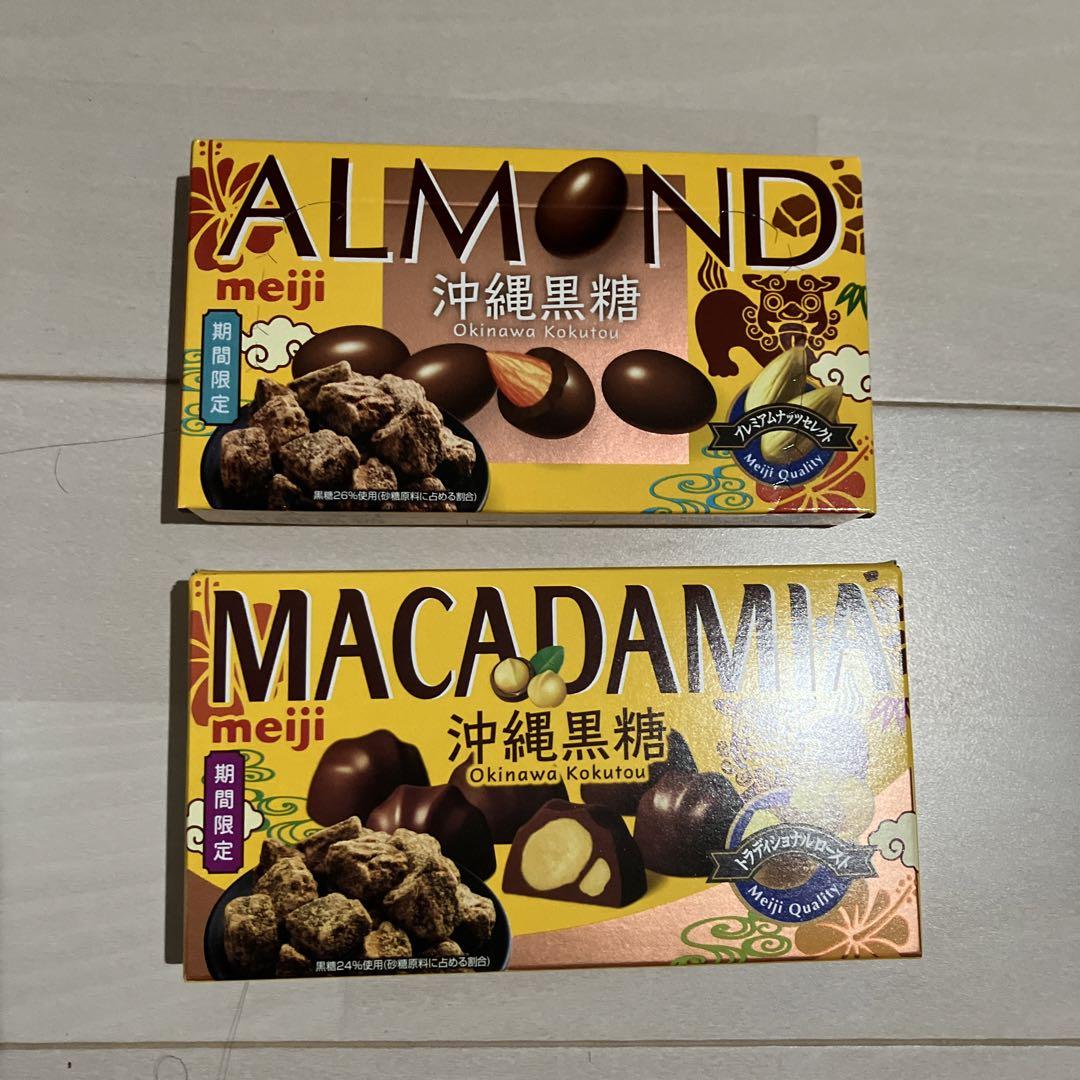 ALMOND
meiji
沖縄黒糖
Okinawa Kokutou
期間限定
プレミアムナッツセレクト
Meiji Quality
黒糖26%使用(砂糖原料に占める割合)
MACADAMIA
meiji
沖縄黒糖
Okinawa Kokutou
期間限定
トラディショナルロースト
Meiji Quality
黒糖24%使用(砂糖原料に占める割合)